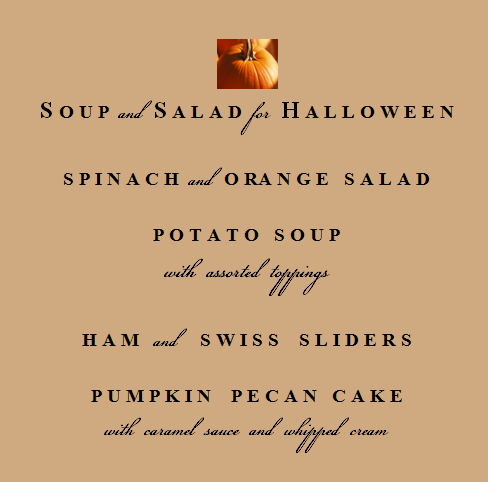 SOUP and SALAD for HALLOWEEN
SPINACH and ORANGE SALAD
POTATO SOUP
with assorted toppings
HAM and SWISS SLIDERS
PUMPKIN PECAN CAKE
with caramel sauce and whipped cream